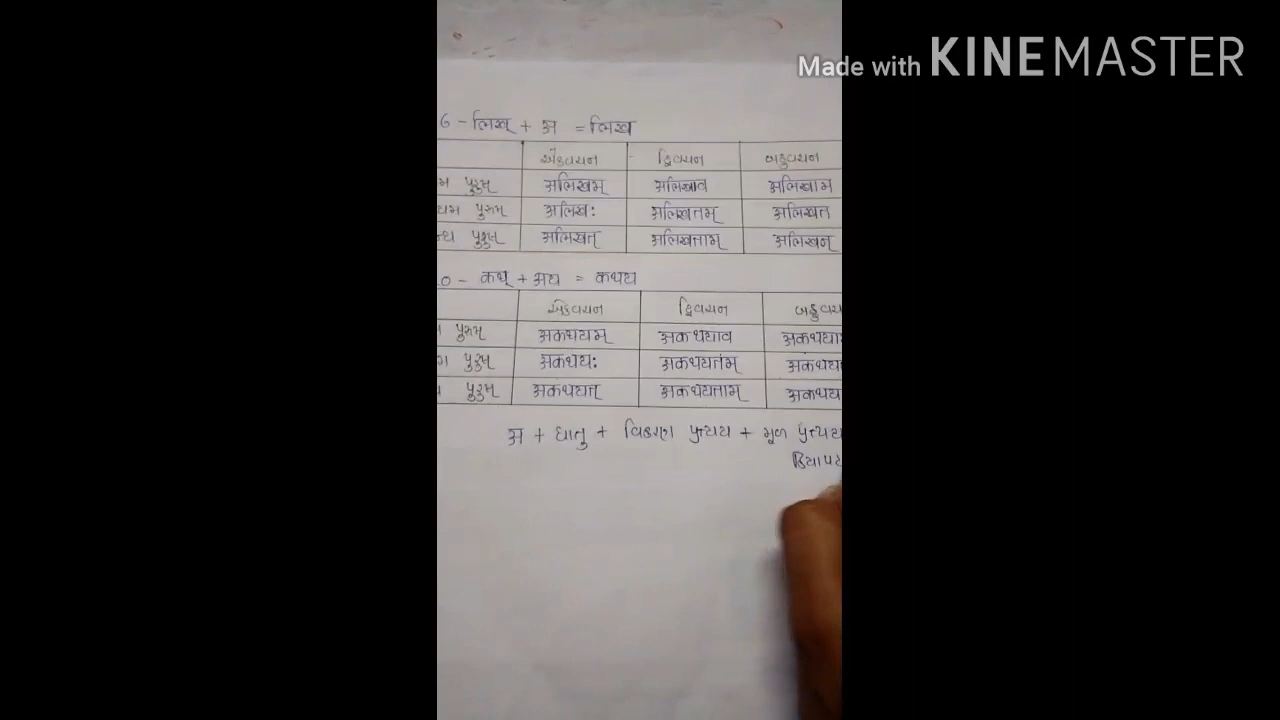 Made with KINEMASTER
6 - लिख् + अ = लिख
एकवचन द्विवचन बहुवचन
पुरुष अलिखम् अलिखाव अलिखाम
पुरुष अलिखः अलिखतम् अलिखत
पुरुष अलिखत् अलिखताम् अलिखन्
0 - कथ् + अय = कथय
एकवचन द्विवचन
पुरुष अकथयम् अकथयाव
पुरुष अकथयः अकथयतम्
पुरुष अकथयत् अकथयताम्
अ + धातु + विकरण प्रत्यय + मूळ प्रत्यय